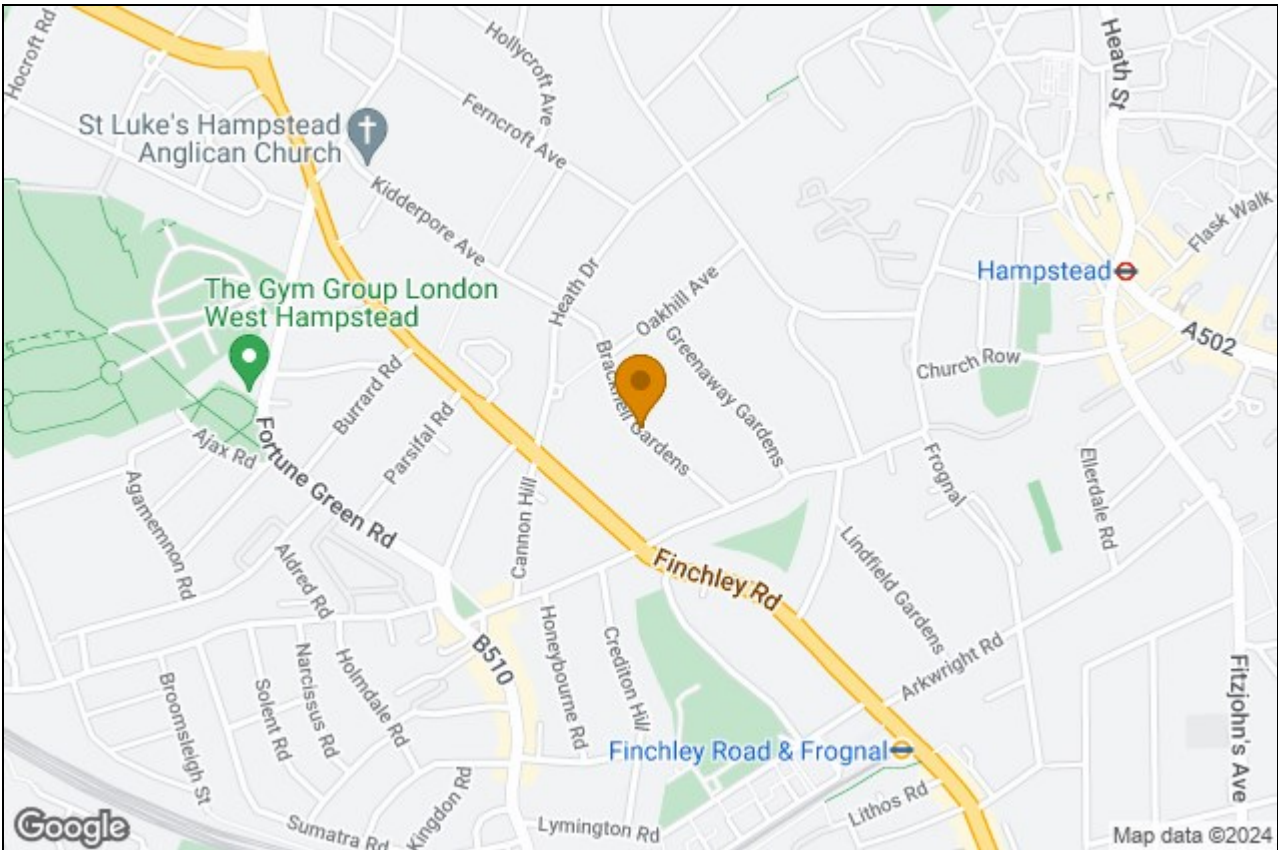 Hocroft Rd
Hollycroft Ave
Heath St
St Luke's Hampstead
Anglican Church
Ferncroft Ave
Kidderpore Ave
Flask Walk
Hampstead
The Gym Group London
West Hampstead
Heath Dr
Oakhill Ave
A502
Church Row
Bracknell Gardens
Greenaway Gardens
Burrard Rd
Parsifal Rd
Ajax Rd
Fortune Green Rd
Agamemnon Rd
Cannon Hill
Frognal
Ellerdale Rd
Aldred Rd
Finchley Rd
Lindfield Gardens
Honeybourne Rd
Crediton Hill
B510
Holmdale Rd
Narcissus Rd
Solent Rd
Broomsleigh St
Arkwright Rd
Fitzjohn's Ave
Finchley Road & Frognal
Kingdon Rd
Lithos Rd
Sumatra Rd
Lymington Rd
Google
Map data ©2024